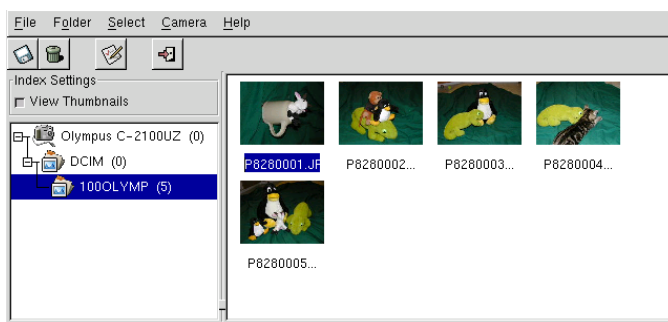 File Folder Select Camera Help
Index Settings
View Thumbnails
Olympus C-2100UZ (0)
DCIM (0)
100OLYMP (5)
P8280001.JP
P8280002...
P8280003...
P8280004...
P8280005...